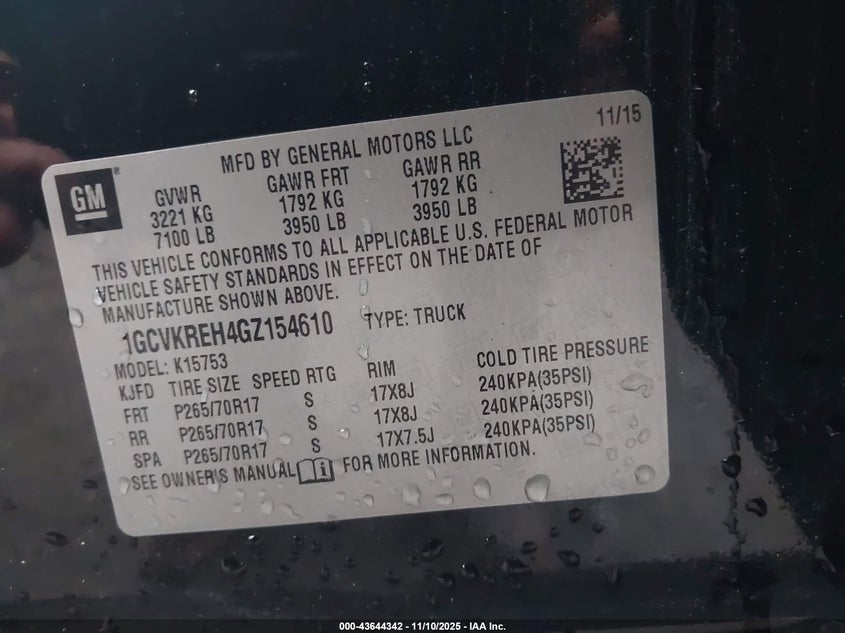 11/15
MFD BY GENERAL MOTORS LLC
GM ®
GVWR GAWR FRT GAWR RR
3221 KG 1792 KG 1792 KG
7100 LB 3950 LB 3950 LB
THIS VEHICLE CONFORMS TO ALL APPLICABLE U.S. FEDERAL MOTOR
VEHICLE SAFETY STANDARDS IN EFFECT ON THE DATE OF
MANUFACTURE SHOWN ABOVE.
1GCVKREH4GZ154610 TYPE: TRUCK
MODEL: K15753
KJFD TIRE SIZE SPEED RTG RIM COLD TIRE PRESSURE
FRT P265/70R17 S 17X8J 240KPA(35PSI)
RR P265/70R17 S 17X8J 240KPA(35PSI)
SPA P265/70R17 S 17X7.5J 240KPA(35PSI)
SEE OWNER'S MANUAL FOR MORE INFORMATION.
000-43644342 - 11/10/2025 - IAA Inc.